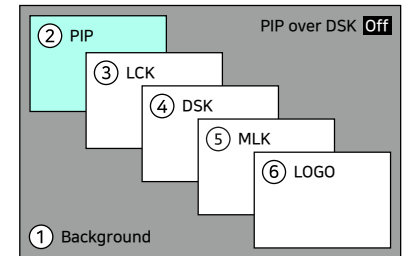 ② PIP
PIP over DSK Off
③ LCK
④ DSK
⑤ MLK
⑥ LOGO
① Background